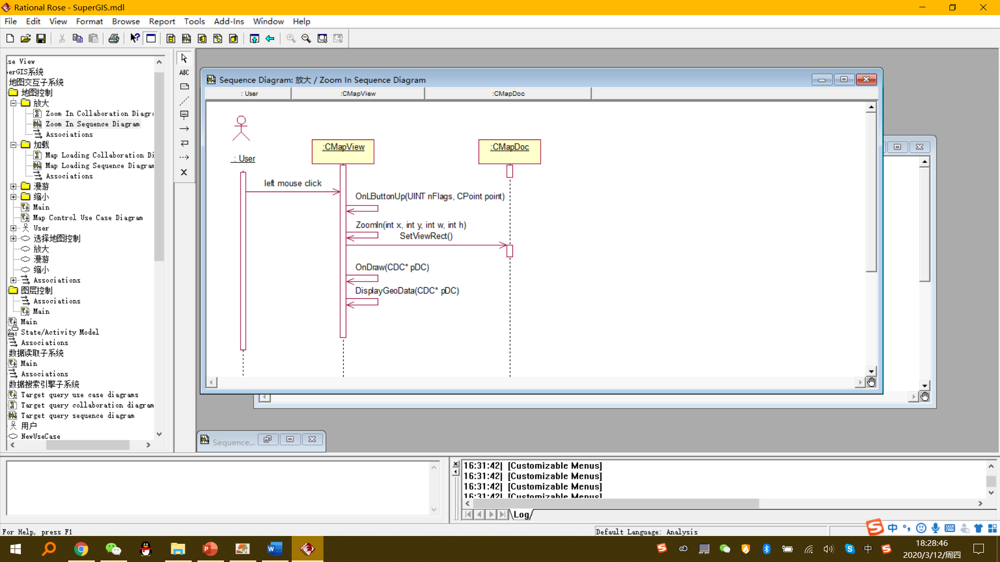 Rational Rose - SuperGIS.mdl
File Edit View Format Browse Report Tools Add-Ins Window Help
se View
erGIS系统
地图交互子系统
地图控制
放大
Zoom In Collaboration Diagra
Zoom In Sequence Diagram
Associations
加载
Map Loading Collaboration Di
Map Loading Sequence Diagram
Associations
漫游
缩小
Main
Map Control Use Case Diagram
User
选择地图控制
放大
漫游
缩小
Associations
图层控制
Associations
Main
Main
State/Activity Model
Associations
数据读取子系统
Main
Associations
数据搜索引擎子系统
Target query use case diagrams
Target query collaboration diagram
Target query sequence diagram
用户
NewUseCase
ABC
Sequence Diagram: 放大 / Zoom In Sequence Diagram
: User :CMapView :CMapDoc
: User
:CMapView
:CMapDoc
left mouse click
OnLButtonUp(UINT nFlags, CPoint point)
ZoomIn(int x, int y, int w, int h)
SetViewRect()
OnDraw(CDC* pDC)
DisplayGeoData(CDC* pDC)
Sequence...
16:31:42| [Customizable Menus]
16:31:42| [Customizable Menus]
16:31:42| [Customizable Menus]
16:31:42| [Customizable Menus]
Log
For Help, press F1
Default Language: Analysis
中
中
18:28:46
2020/3/12/周四